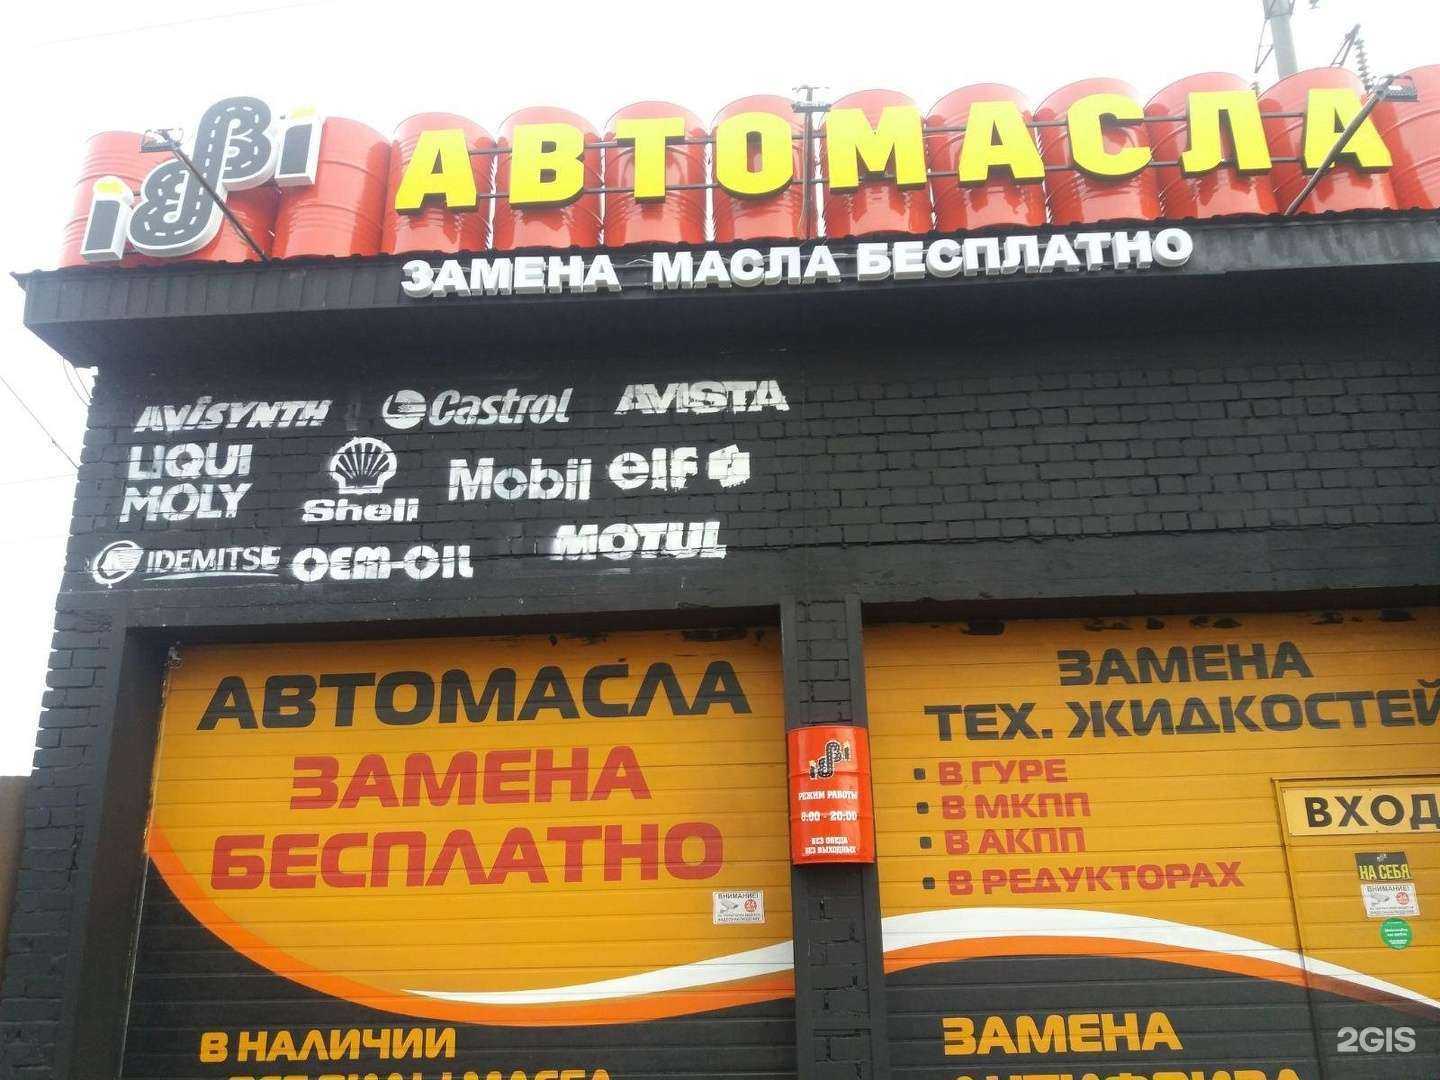 АВТОМАСЛА
ЗАМЕНА МАСЛА БЕСПЛАТНО
AVISYNTH Castrol AVISTA
LIQUI
MOLY
Shell
Mobil elf
IDEMITSU OEM-OIL MOTUL
АВТОМАСЛА
ЗАМЕНА
БЕСПЛАТНО
В НАЛИЧИИ
РЕЖИМ РАБОТЫ
8:00 - 20:00
БЕЗ ОБЕДА
БЕЗ ВЫХОДНЫХ
ВНИМАНИЕ!
ЗАМЕНА
ТЕХ. ЖИДКОСТЕЙ
▪ В ГУРЕ
▪ В МКПП
▪ В АКПП
▪ В РЕДУКТОРАХ
ВХОД
НА СЕБЯ
ВНИМАНИЕ!
ЗАМЕНА
АНТИФРИЗА
2GIS